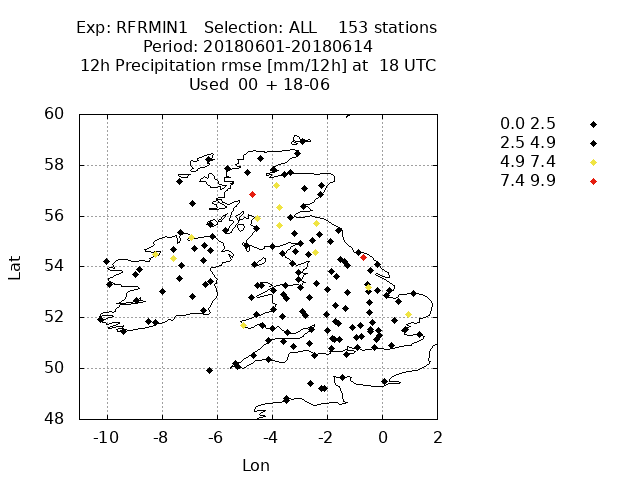 Exp: RFRMIN1 Selection: ALL 153 stations
Period: 20180601-20180614
12h Precipitation rmse [mm/12h] at 18 UTC
Used 00 + 18-06
0.0 2.5
2.5 4.9
4.9 7.4
7.4 9.9
Lat
60
58
56
54
52
50
48
-10 -8 -6 -4 -2 0 2
Lon